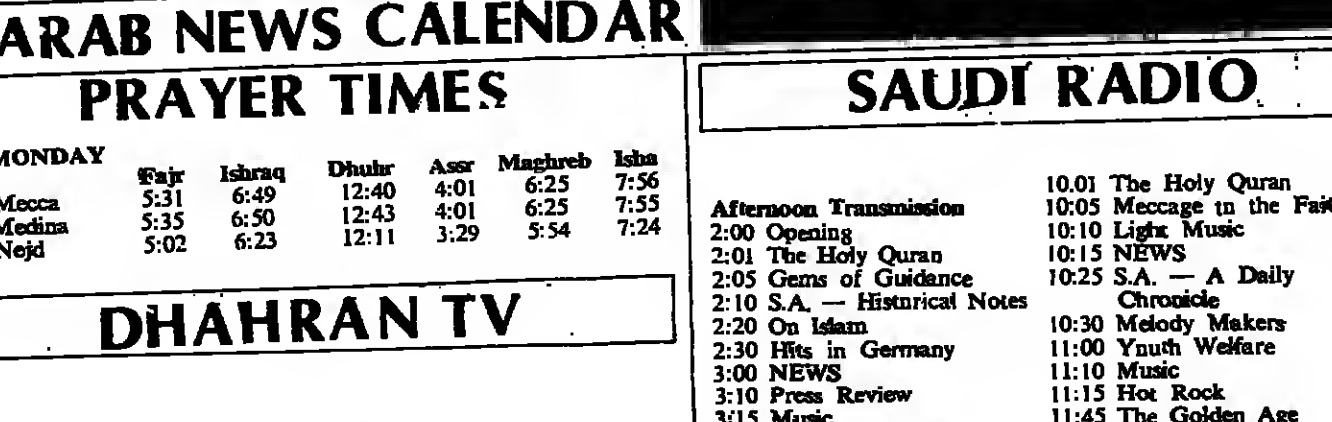 ARAB NEWS CALENDAR
PRAYER TIMES
MONDAY
Fajr Ishraq Dhuhr Assr Maghreb Isha
Mecca 5:31 6:49 12:40 4:01 6:25 7:56
Medina 5:35 6:50 12:43 4:01 6:25 7:55
Nejd 5:02 6:23 12:11 3:29 5:54 7:24
DHAHRAN TV
SAUDI RADIO
Afternoon Transmission
2:00 Opening
2:01 The Holy Quran
2:05 Gems of Guidance
2:10 S.A. — Histnrical Notes
2:20 On Islam
2:30 Hits in Germany
3:00 NEWS
3:10 Press Review
3:15 Music
10.01 The Holy Quran
10:05 Meccage tn the Fait
10:10 Light Music
10:15 NEWS
10:25 S.A. — A Daily
Chronicle
10:30 Melody Makers
11:00 Ynuth Welfare
11:10 Music
11:15 Hot Rock
11:45 The Golden Age